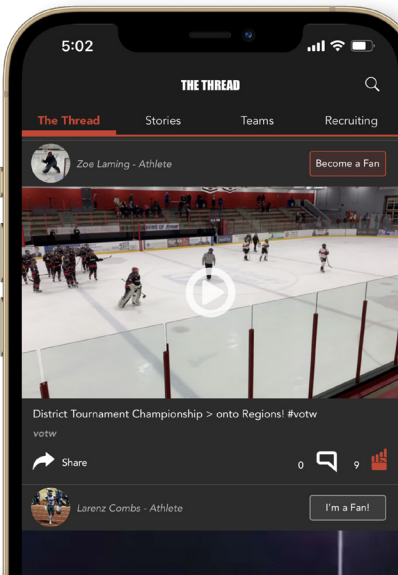 5:02
THE THREAD
The Thread Stories Teams Recruiting
Zoe Laming - Athlete Become a Fan
District Tournament Championship > onto Regions! #votw
votw
Share 0 9
Larenz Combs - Athlete I'm a Fan!